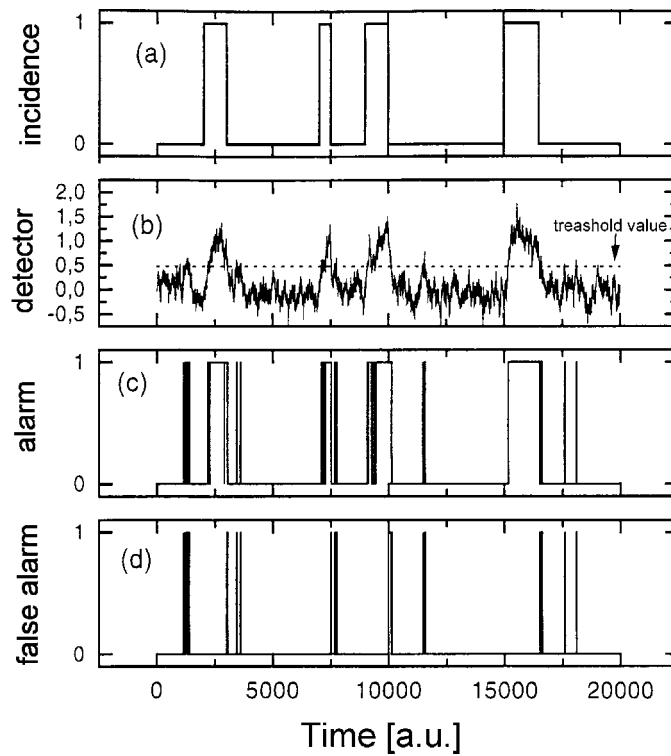 incidence
1
0
(a)
detector
2,0
1,5
1,0
0,5
0,0
-0,5
(b)
treashold value
alarm
1
0
(c)
false alarm
1
0
(d)
0
5000
10000
15000
20000
Time [a.u.]